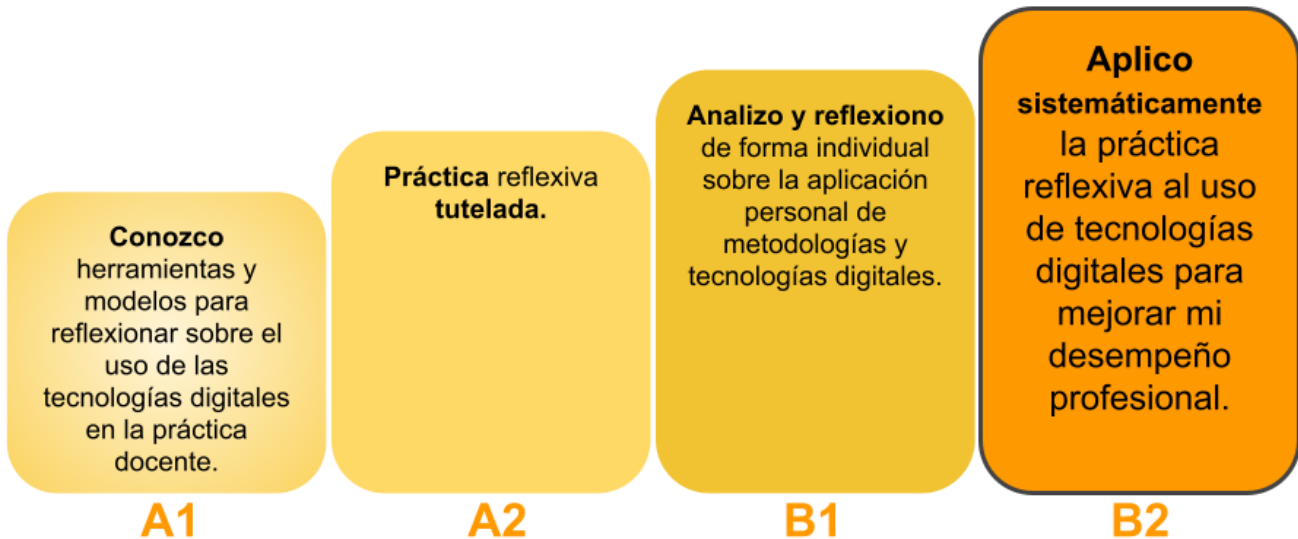 Conozco
herramientas y
modelos para
reflexionar sobre el
uso de las
tecnologías digitales
en la práctica
docente.
A1
Práctica reflexiva
tutelada.
A2
Analizo y reflexiono
de forma individual
sobre la aplicación
personal de
metodologías y
tecnologías digitales.
B1
Aplico
sistemáticamente
la práctica
reflexiva al uso
de tecnologías
digitales para
mejorar mi
desempeño
profesional.
B2